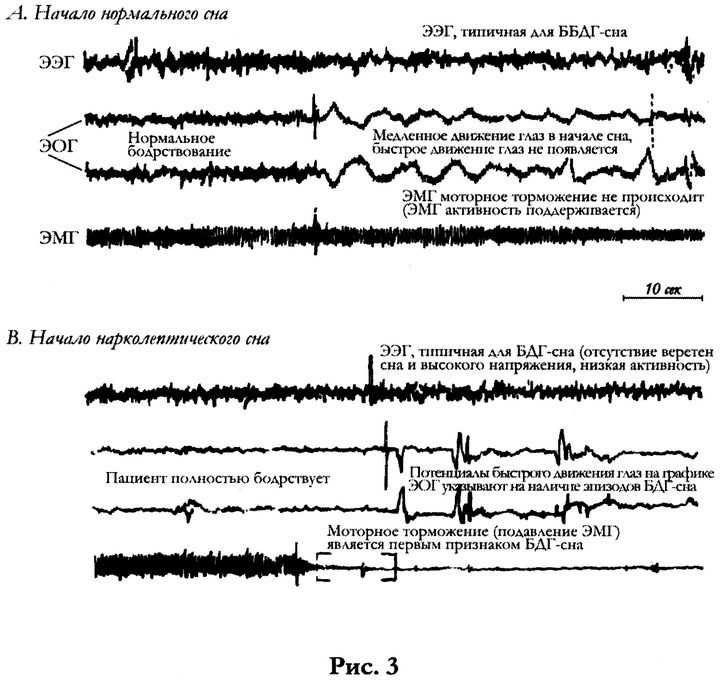 А. Начало нормального сна
ЭЭГ, типичная для ББДГ-сна
ЭЭГ
ЭОГ
Нормальное
бодрствование
Медленное движение глаз в начале сна,
быстрое движение глаз не появляется
ЭМГ моторное торможение не происходит
(ЭМГ активность поддерживается)
ЭМГ
10 сек
В. Начало нарколептического сна
ЭЭГ, типичная для БДГ-сна (отсутствие веретен
сна и высокого напряжения, низкая активность)
Пациент полностью бодрствует
Потенциалы быстрого движения глаз на графике
ЭОГ указывают на наличие эпизодов БДГ-сна
Моторное торможение (подавление ЭМГ)
является первым признаком БДГ-сна
Рис. 3